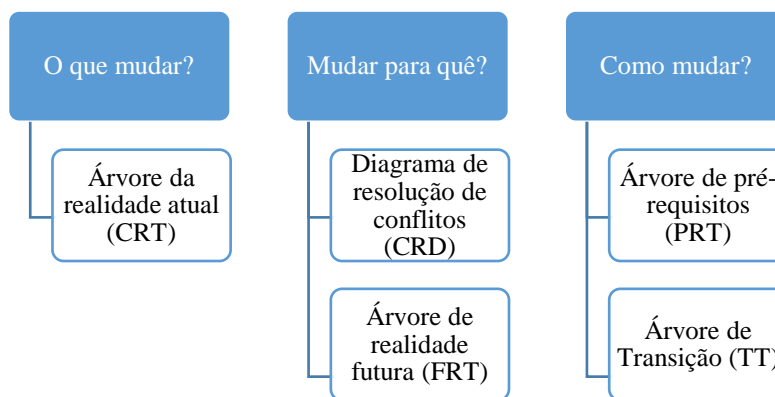 O que mudar?
Árvore da
realidade atual
(CRT)
Mudar para quê?
Diagrama de
resolução de
conflitos
(CRD)
Árvore de
realidade
futura (FRT)
Como mudar?
Árvore de pré-
requisitos
(PRT)
Árvore de
Transição (TT)